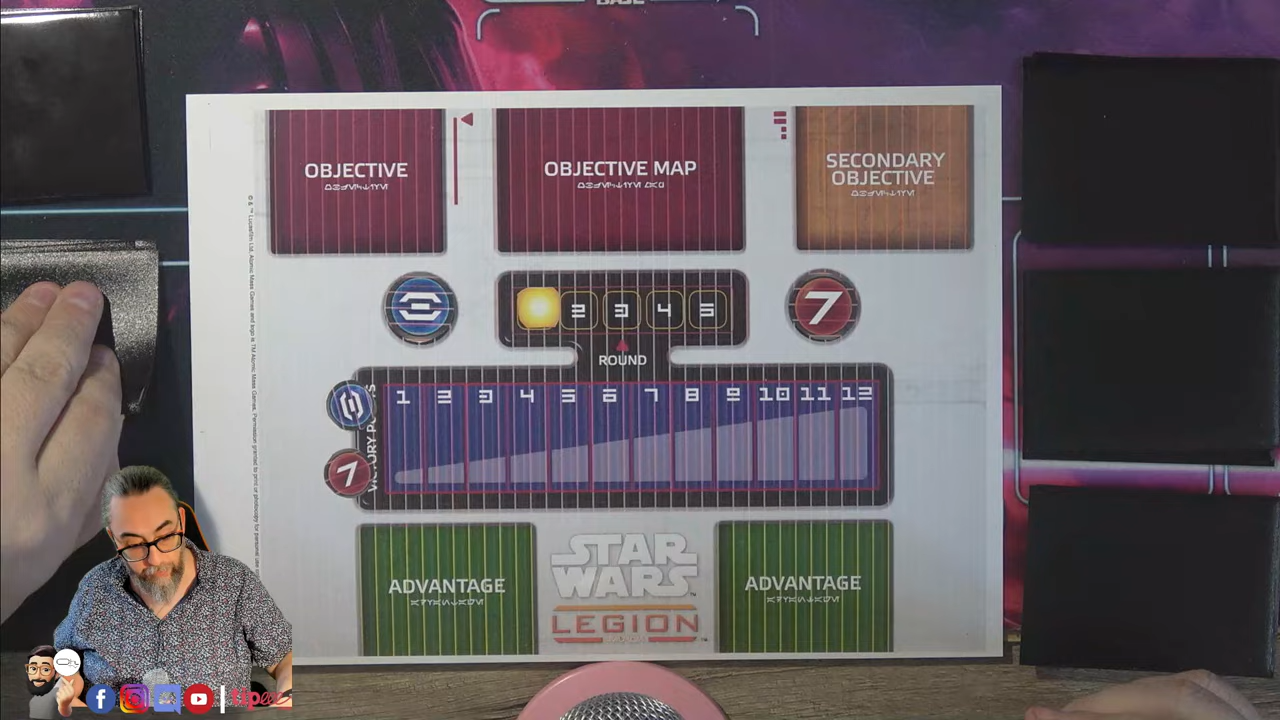 BASE
OBJECTIVE
OBJECTIVE MAP
SECONDARY
OBJECTIVE
2 3 4 5
7
ROUND
1 2 3 4 5 6 7 8 9 10 11 12
7
ADVANTAGE
STAR
WARS
LEGION
ADVANTAGE